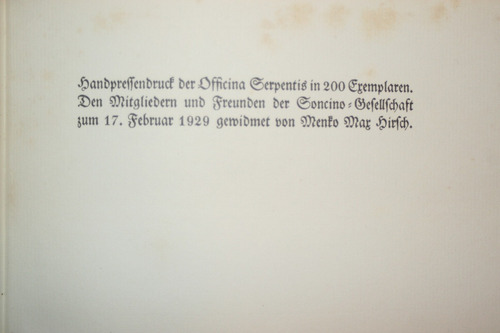 Handpressendruck der Officina Serpentis in 200 Exemplaren.
Den Mitgliedern und Freunden der Soncino-Gesellschaft
zum 17. Februar 1929 gewidmet von Menko Max Hirsch.